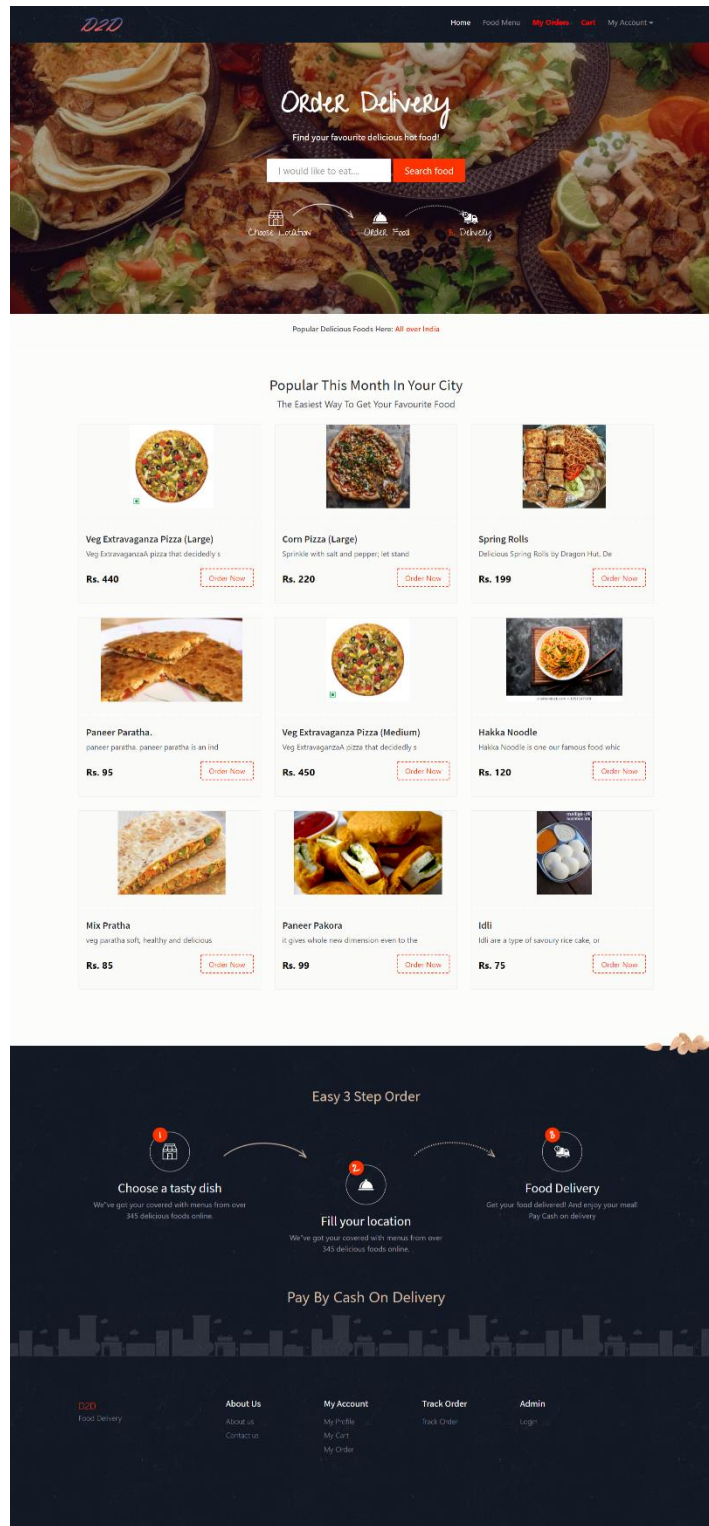 D2D
Home Food Menu My Orders Cart My Account
Order Delivery
Find your favourite delicious hot food!
I would like to eat.... Search food
Choose Location Order Food Delivery
Popular Delicious Foods Here: All over India
Popular This Month In Your City
The Easiest Way To Get Your Favourite Food
Veg Extravaganza Pizza (Large)
Veg ExtravaganzaA pizza that decidedly s
Rs. 440 Order Now
Corn Pizza (Large)
Sprinkle with salt and pepper; let stand
Rs. 220 Order Now
Spring Rolls
Delicious Spring Rolls by Dragon Hut. De
Rs. 199 Order Now
Paneer Paratha.
paneer paratha. paneer paratha is an ind
Rs. 95 Order Now
Veg Extravaganza Pizza (Medium)
Veg ExtravaganzaA pizza that decidedly s
Rs. 450 Order Now
Hakka Noodle
Hakka Noodle is one our famous food whic
Rs. 120 Order Now
Mix Pratha
veg paratha soft, healthy and delicious
Rs. 85 Order Now
Paneer Pakora
it gives whole new dimension even to the
Rs. 99 Order Now
Idli
Idli are a type of savoury rice cake, or
Rs. 75 Order Now
Easy 3 Step Order
1
Choose a tasty dish
We"ve got your covered with menus from over
345 delicious foods online.
2
Fill your location
We"ve got your covered with menus from over
345 delicious foods online.
3
Food Delivery
Get your food delivered! And enjoy your meal!
Pay Cash on delivery
Pay By Cash On Delivery
D2D
Food Delivery
About Us
About us
Contact us
My Account
My Profile
My Cart
My Order
Track Order
Track Order
Admin
Login